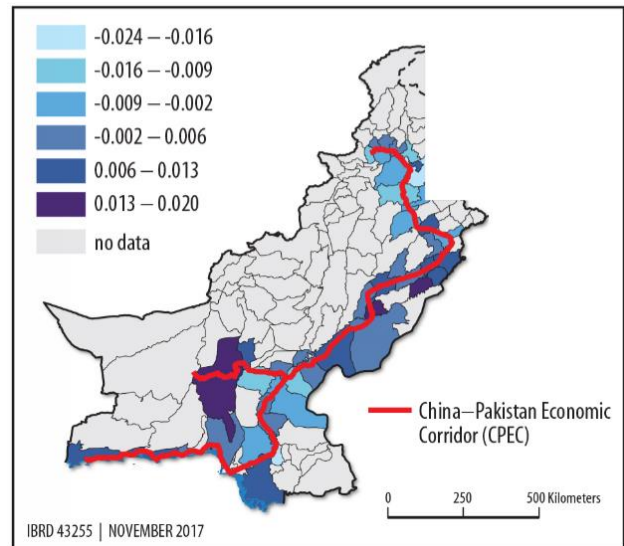 -0.024 — -0.016
-0.016 — -0.009
-0.009 — -0.002
-0.002 — 0.006
0.006 — 0.013
0.013 — 0.020
no data
China—Pakistan Economic
Corridor (CPEC)
0 250 500 Kilometers
IBRD 43255 | NOVEMBER 2017